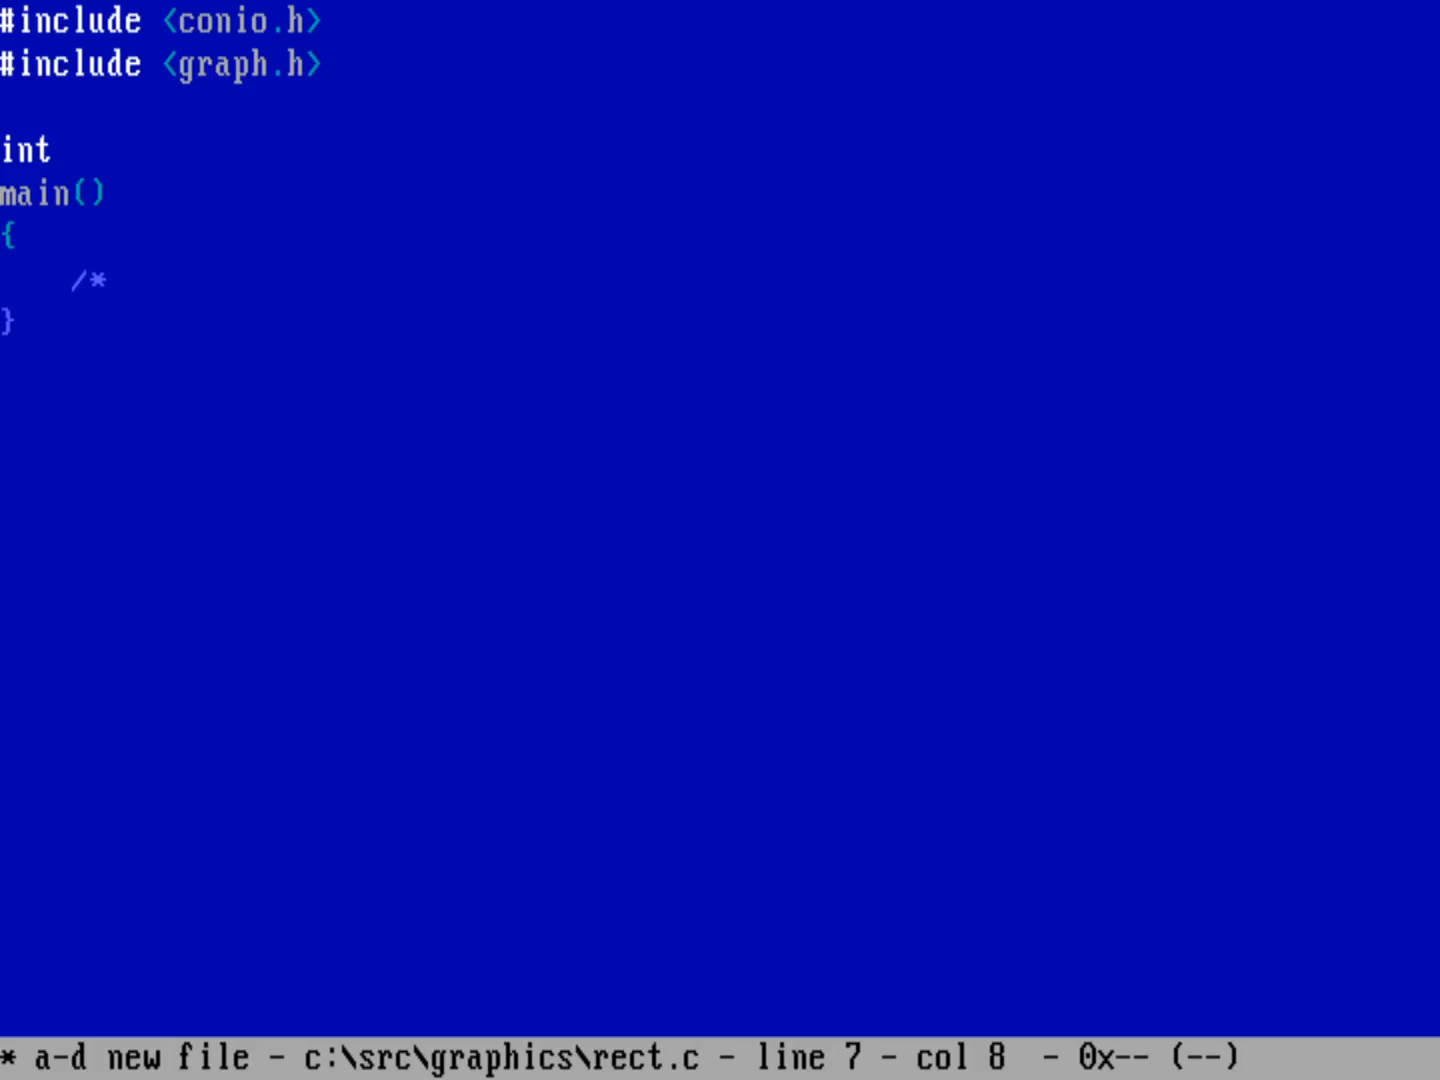 #include <conio.h>
#include <graph.h>
int
main()
{
/*
}
* a-d new file - c:\src\graphics\rect.c - line 7 - col 8 - 0x-- (--)